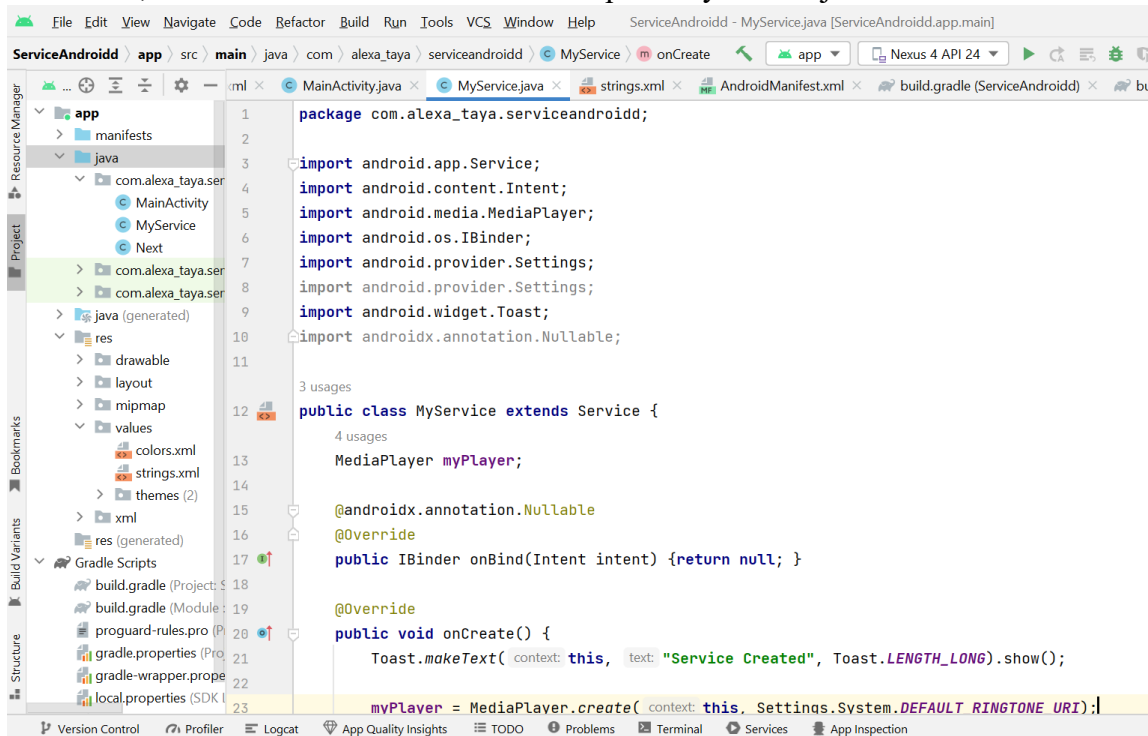 File Edit View Navigate Code Refactor Build Run Tools VCS Window Help ServiceAndroidd - MyService.java [ServiceAndroidd.app.main]
ServiceAndroidd app src main java com alexa_taya serviceandroidd MyService onCreate app Nexus 4 API 24
... ml MainActivity.java MyService.java strings.xml AndroidManifest.xml build.gradle (ServiceAndroidd) bu
Resource Manager
Project
Bookmarks
Build Variants
Structure
app
manifests
java
com.alexa_taya.ser
MainActivity
MyService
Next
com.alexa_taya.ser
com.alexa_taya.ser
java (generated)
res
drawable
layout
mipmap
values
colors.xml
strings.xml
themes (2)
xml
res (generated)
Gradle Scripts
build.gradle (Project: S
build.gradle (Module :
proguard-rules.pro (P
gradle.properties (Pro
gradle-wrapper.prope
local.properties (SDK L
1 package com.alexa_taya.serviceandroidd;
2
3 import android.app.Service;
4 import android.content.Intent;
5 import android.media.MediaPlayer;
6 import android.os.IBinder;
7 import android.provider.Settings;
8 import android.provider.Settings;
9 import android.widget.Toast;
10 import androidx.annotation.Nullable;
11
3 usages
12 public class MyService extends Service {
4 usages
13 MediaPlayer myPlayer;
14
15 @androidx.annotation.Nullable
16 @Override
17 public IBinder onBind(Intent intent) {return null; }
18
19 @Override
20 public void onCreate() {
21 Toast.makeText( context: this, text: "Service Created", Toast.LENGTH_LONG).show();
22
23 myPlayer = MediaPlayer.create( context: this, Settings.System.DEFAULT_RINGTONE_URI);
Version Control Profiler Logcat App Quality Insights TODO Problems Terminal Services App Inspection